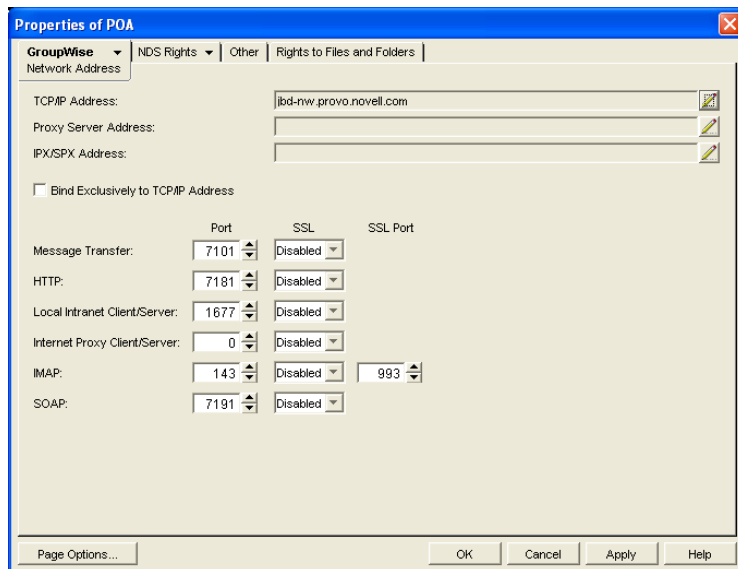 Properties of POA
GroupWise NDS Rights Other Rights to Files and Folders
Network Address
TCP/IP Address: jbd-nw.provo.novell.com
Proxy Server Address:
IPX/SPX Address:
Bind Exclusively to TCP/IP Address
Port SSL SSL Port
Message Transfer: 7101 Disabled
HTTP: 7181 Disabled
Local Intranet Client/Server: 1677 Disabled
Internet Proxy Client/Server: 0 Disabled
IMAP: 143 Disabled 993
SOAP: 7191 Disabled
Page Options... OK Cancel Apply Help